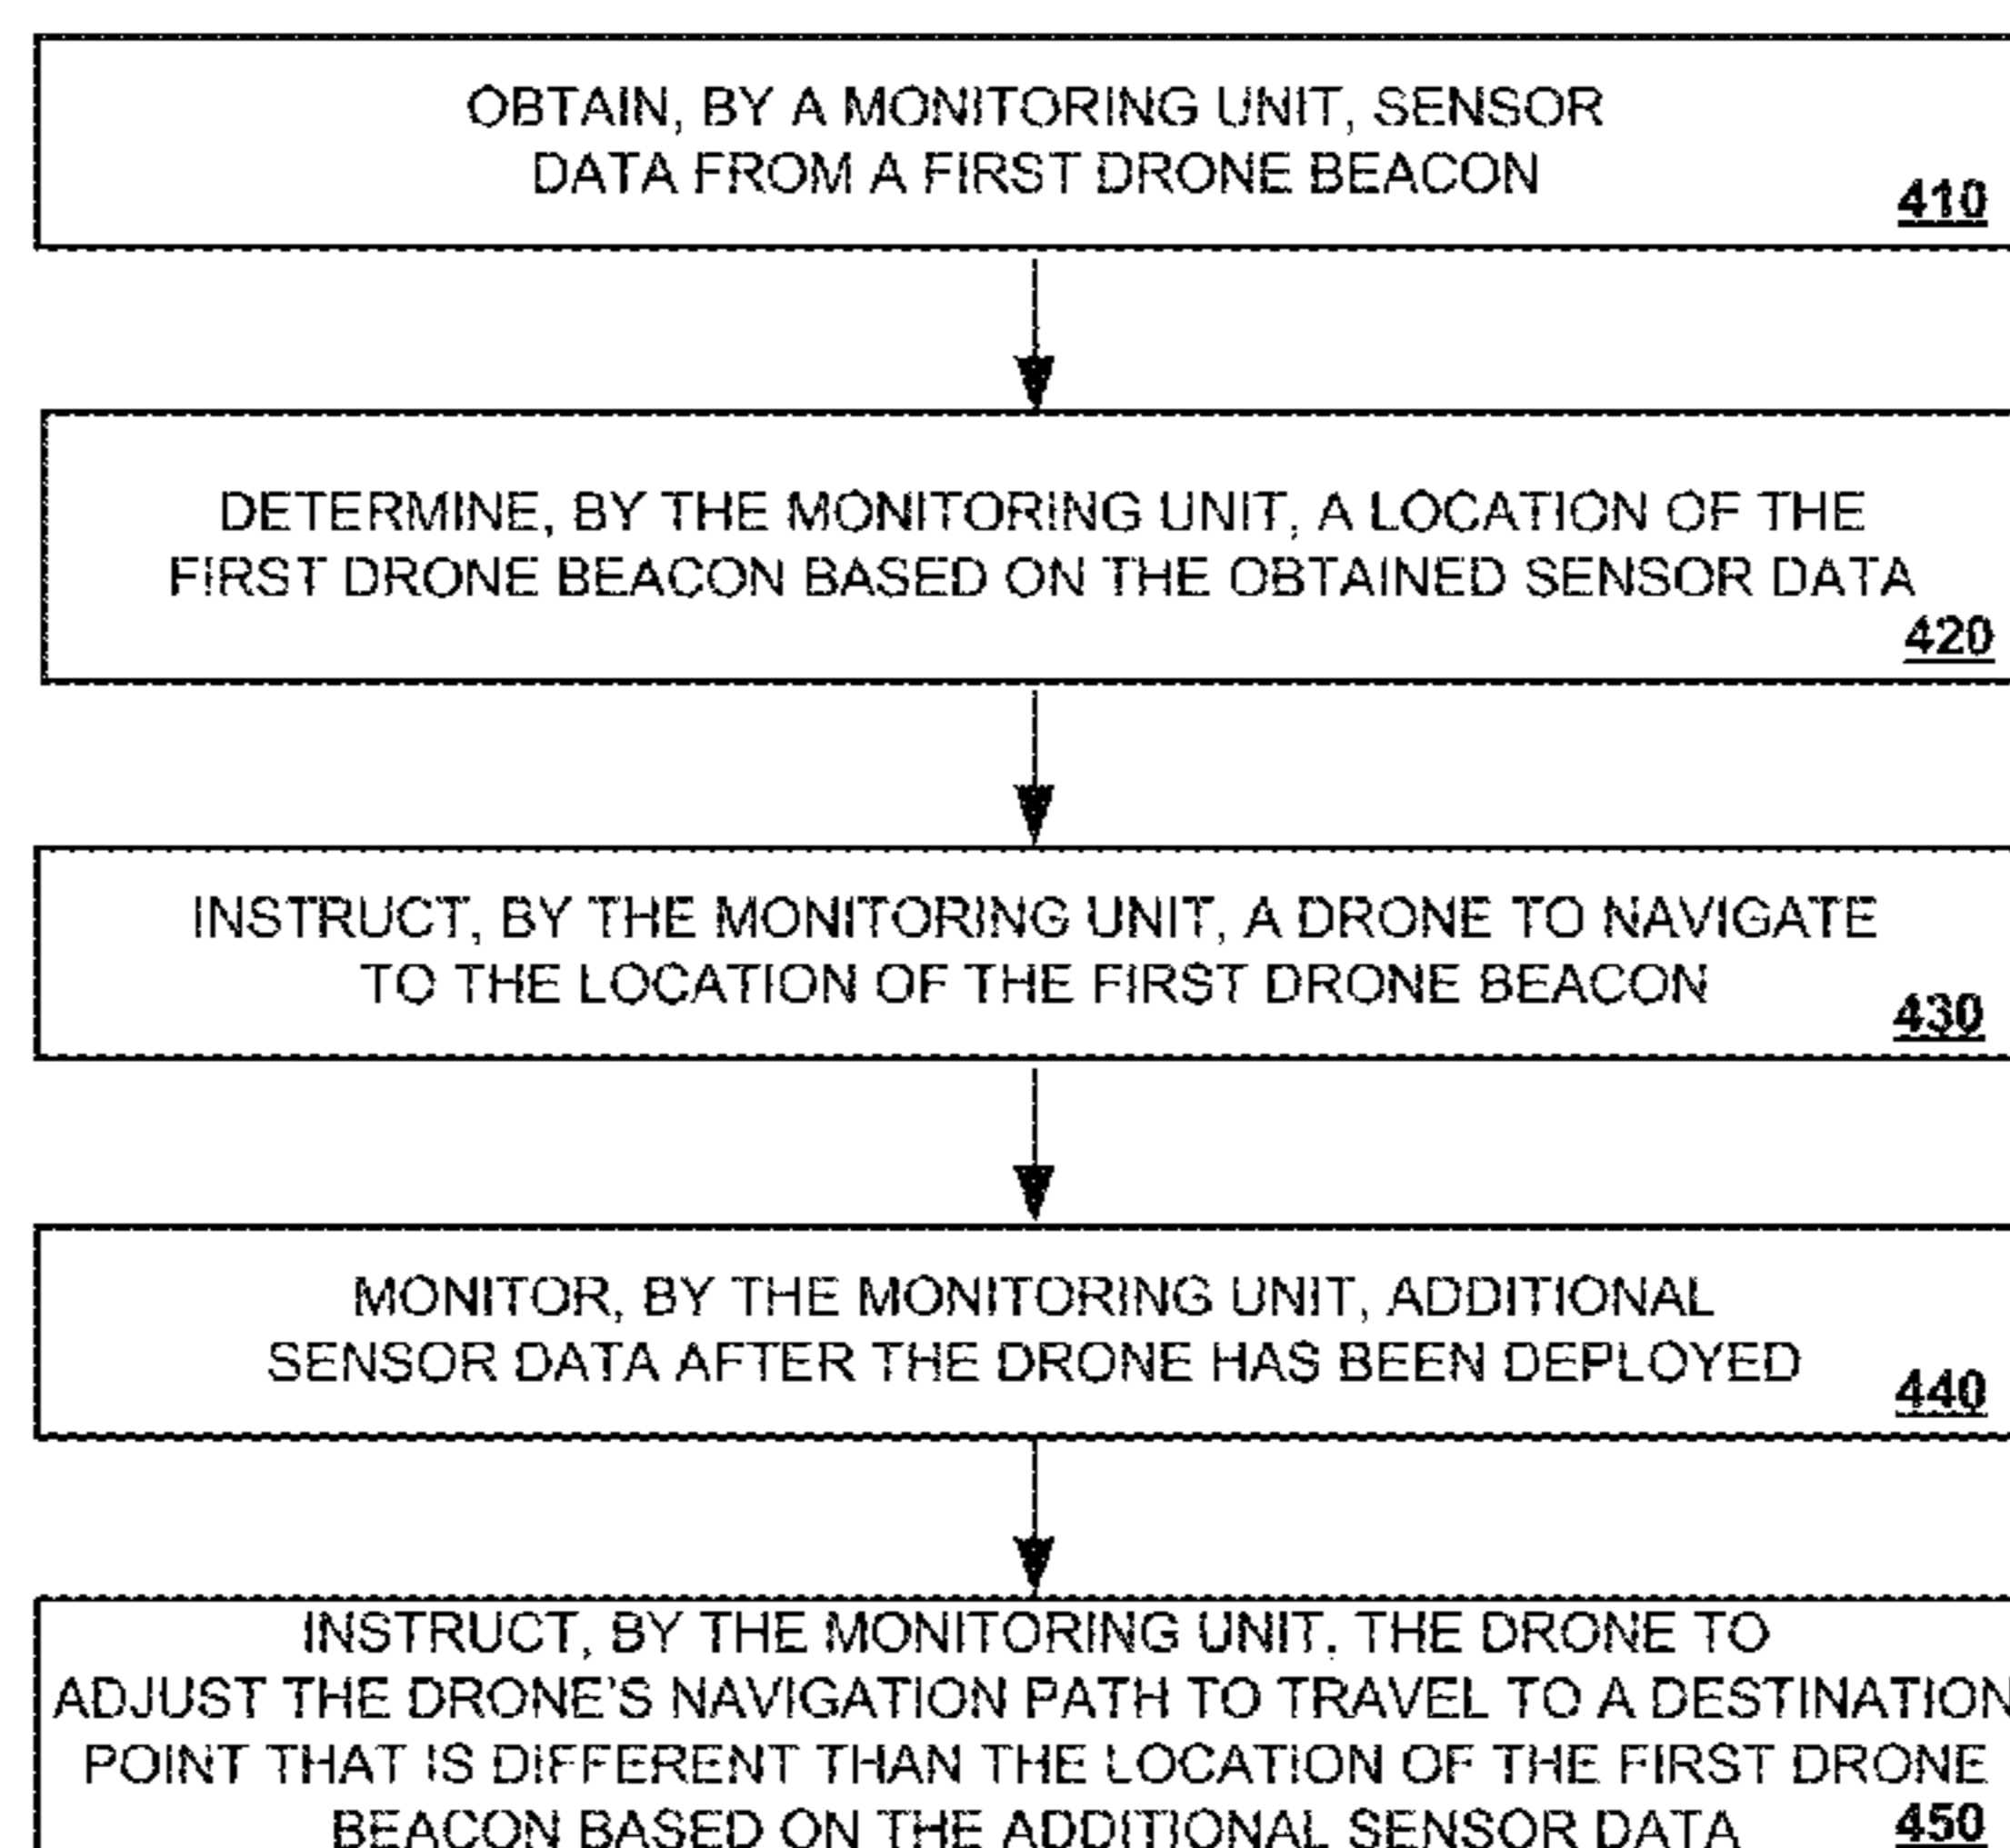 OBTAIN, BY A MONITORING UNIT, SENSOR
DATA FROM A FIRST DRONE BEACON
410
DETERMINE, BY THE MONITORING UNIT, A LOCATION OF THE
FIRST DRONE BEACON BASED ON THE OBTAINED SENSOR DATA
420
INSTRUCT, BY THE MONITORING UNIT, A DRONE TO NAVIGATE
TO THE LOCATION OF THE FIRST DRONE BEACON
430
MONITOR, BY THE MONITORING UNIT, ADDITIONAL
SENSOR DATA AFTER THE DRONE HAS BEEN DEPLOYED
440
INSTRUCT, BY THE MONITORING UNIT, THE DRONE TO
ADJUST THE DRONE'S NAVIGATION PATH TO TRAVEL TO A DESTINATION
POINT THAT IS DIFFERENT THAN THE LOCATION OF THE FIRST DRONE
BEACON BASED ON THE ADDITIONAL SENSOR DATA
450